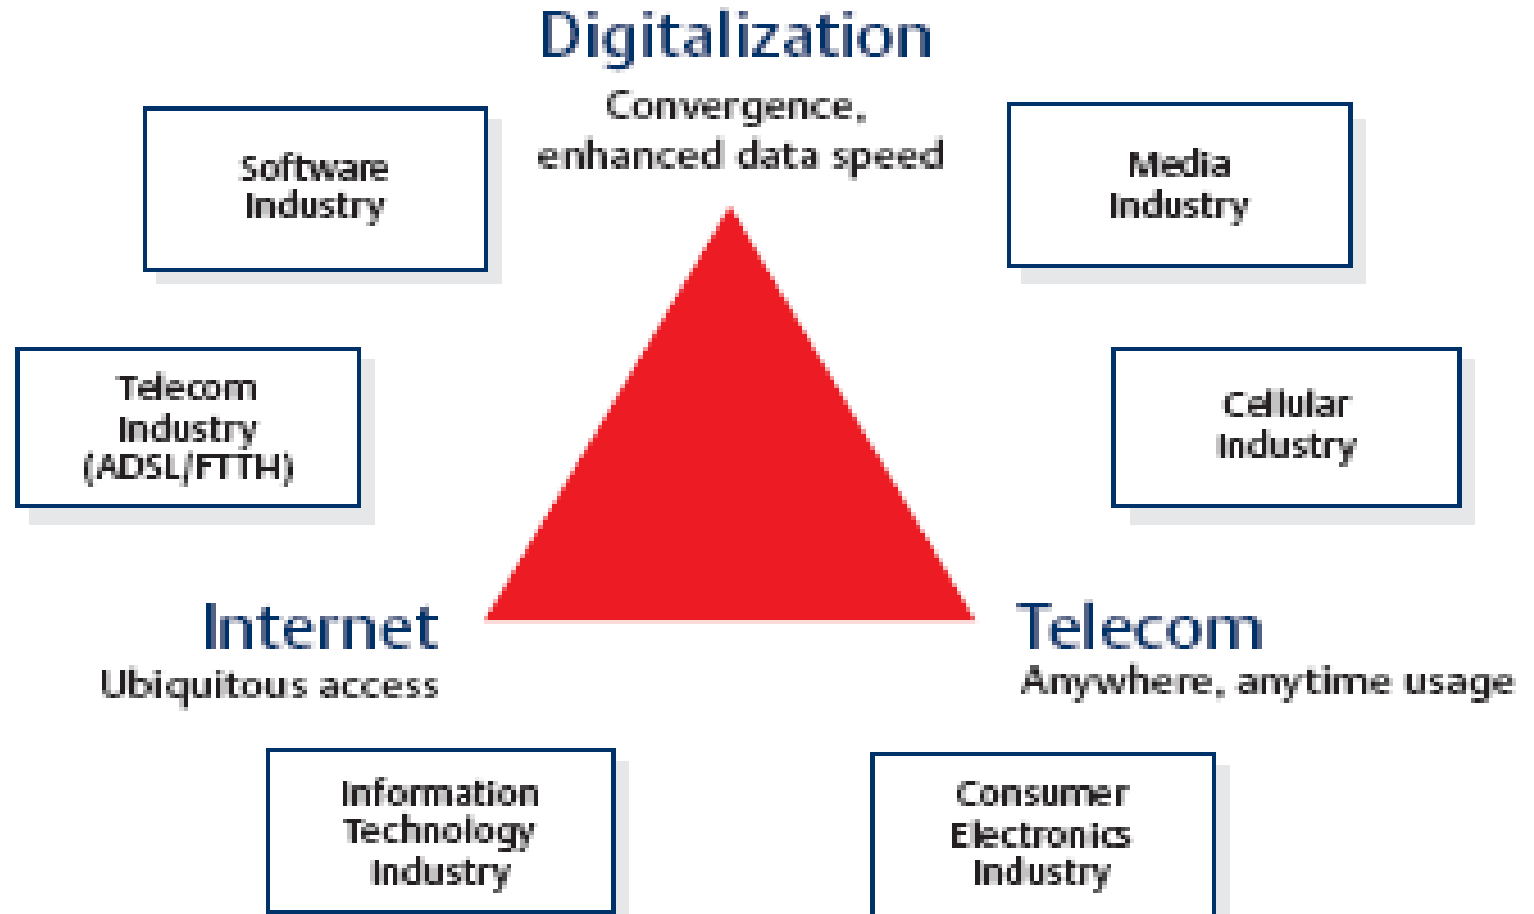 Digitalization
Convergence,
enhanced data speed
Software
Industry
Media
Industry
Telecom
Industry
(ADSL/FTTH)
Cellular
Industry
Internet
Ubiquitous access
Telecom
Anywhere, anytime usage
Information
Technology
Industry
Consumer
Electronics
Industry